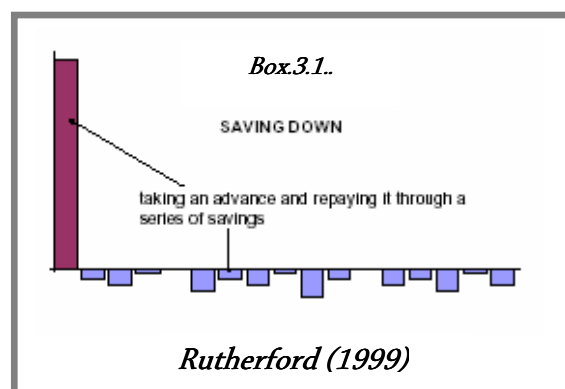 Box.3.1..
SAVING DOWN
taking an advance and repaying it through a
series of savings
Rutherford (1999)